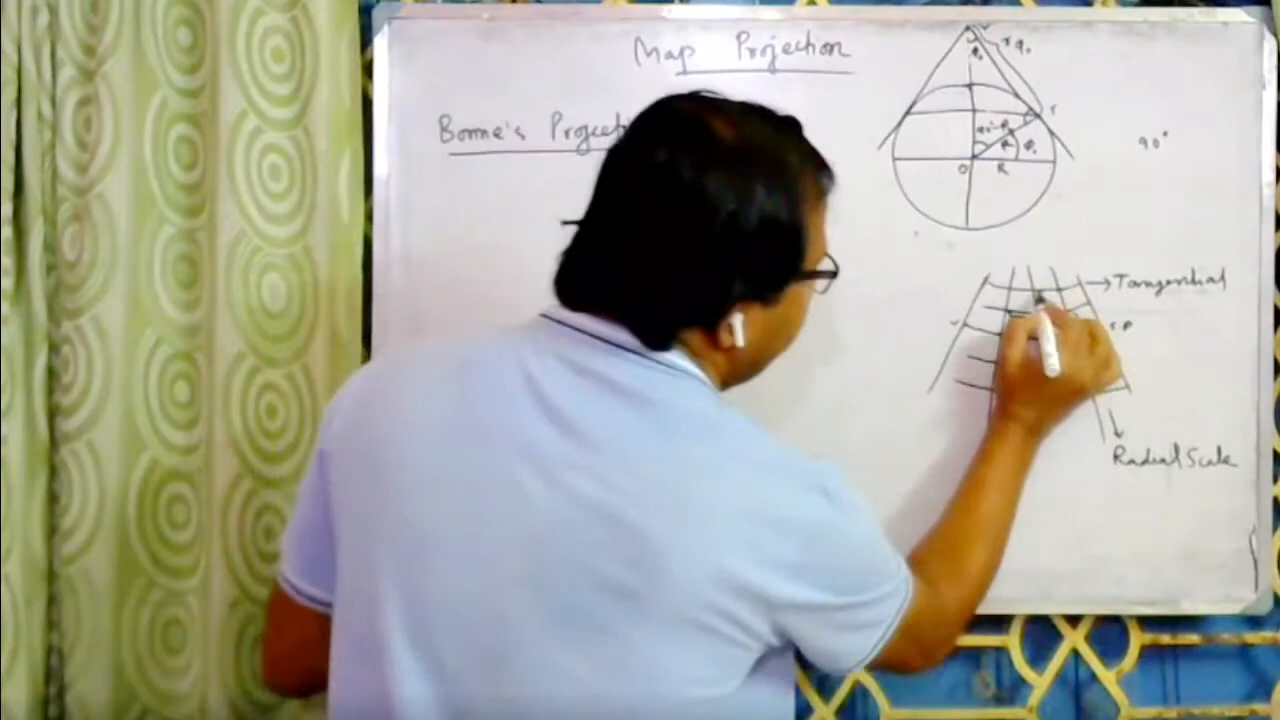 Map Projection
Bonne's Project
90°
O
R
Tangential
Radial Scale